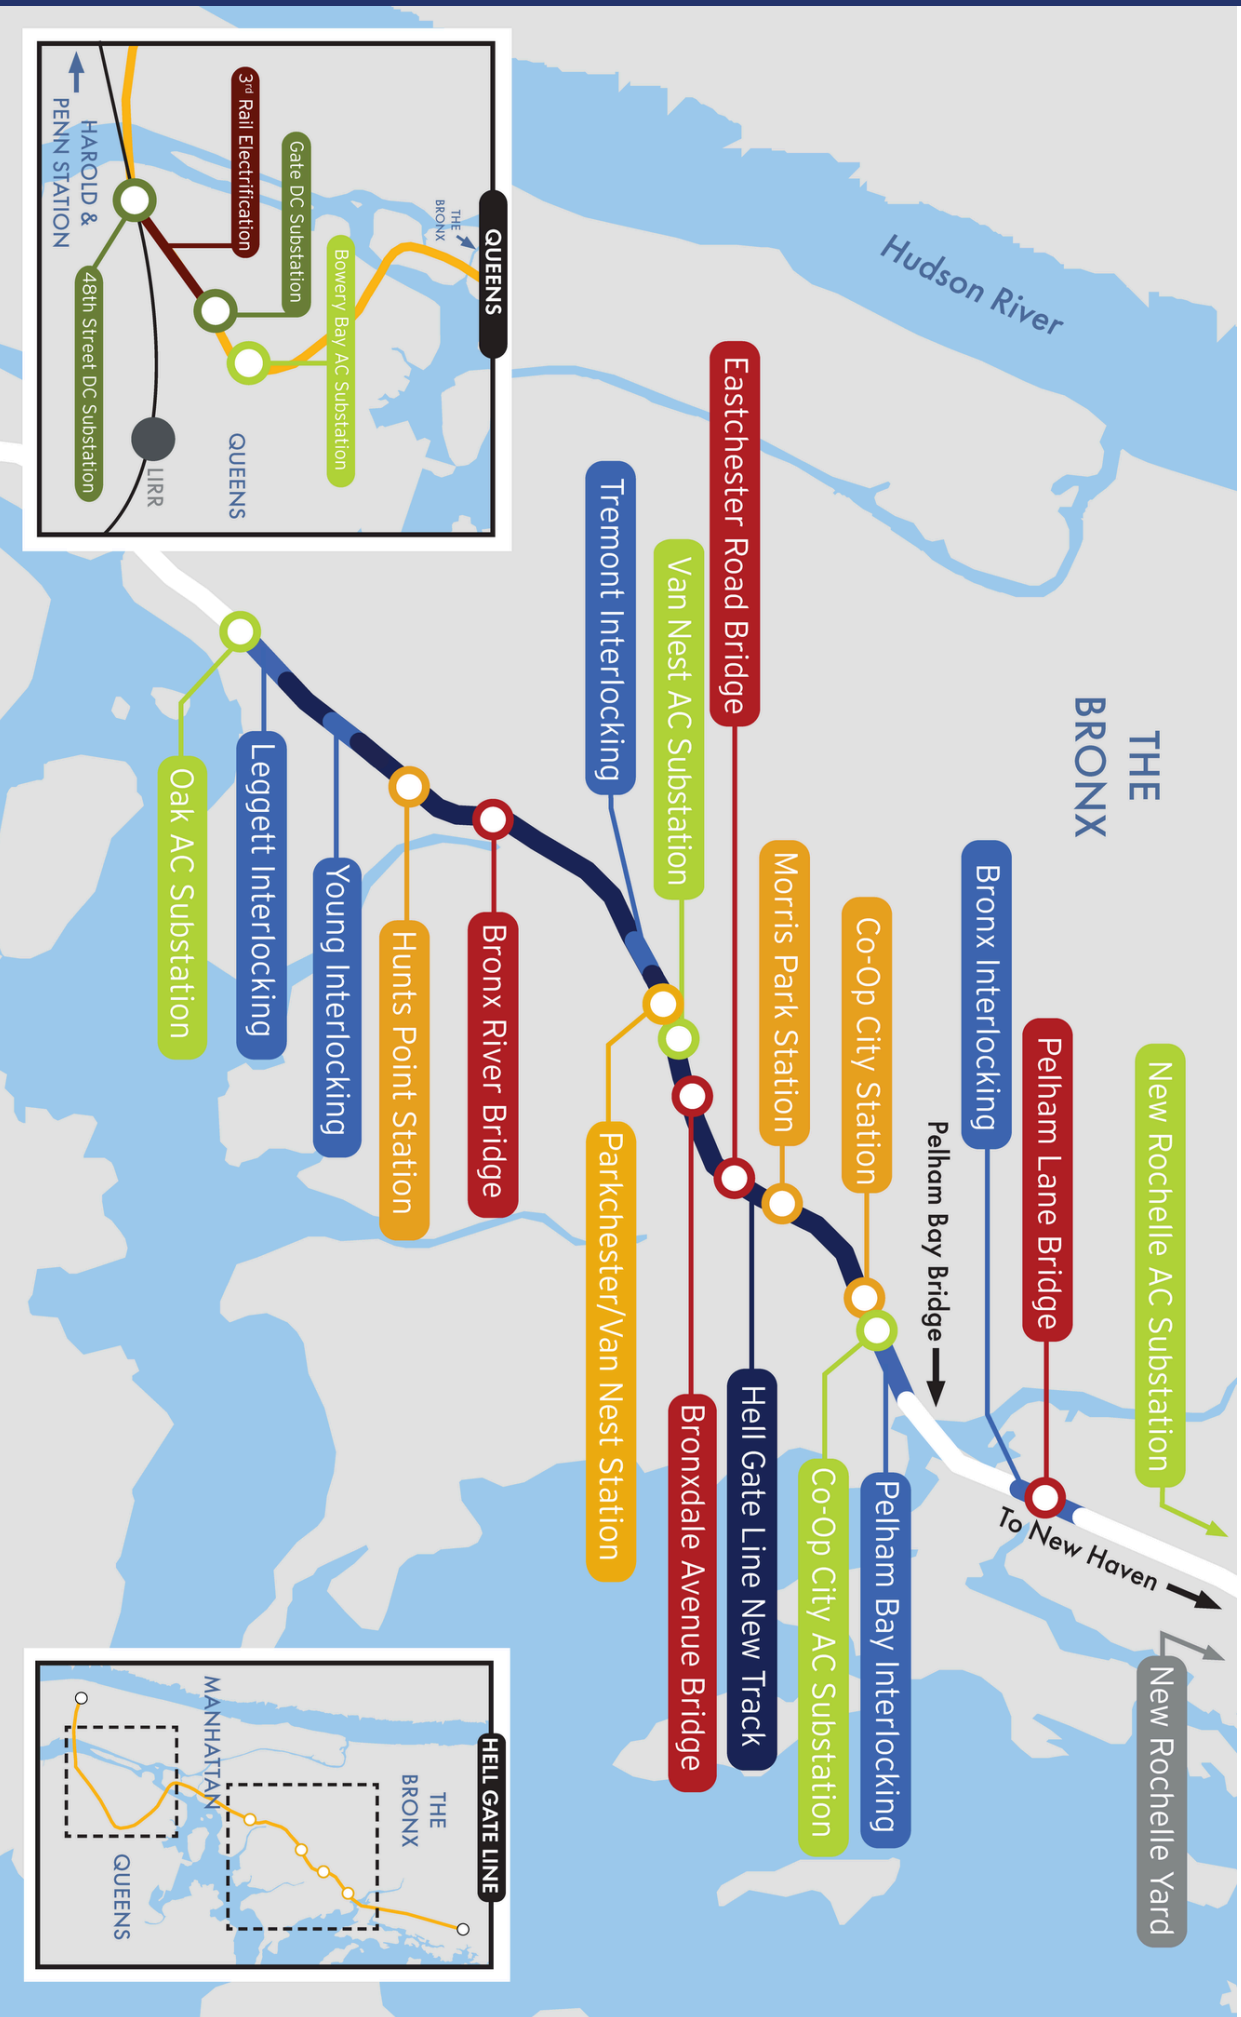 QUEENS
HAROLD &
PENN STATION
3rd Rail Electrification
Gate DC Substation
Bowery Bay AC Substation
THE
BRONX
48th Street DC Substation
LIRR
QUEENS
Hudson River
THE
BRONX
Eastchester Road Bridge
Tremont Interlocking
Van Nest AC Substation
Morris Park Station
Co-Op City Station
Bronx Interlocking
Pelham Lane Bridge
New Rochelle AC Substation
Pelham Bay Bridge
To New Haven
New Rochelle Yard
Oak AC Substation
Leggett Interlocking
Young Interlocking
Hunts Point Station
Bronx River Bridge
Parkchester/Van Nest Station
Bronxdale Avenue Bridge
Hell Gate Line New Track
Co-Op City AC Substation
Pelham Bay Interlocking
HELL GATE LINE
THE
BRONX
MANHATTAN
QUEENS